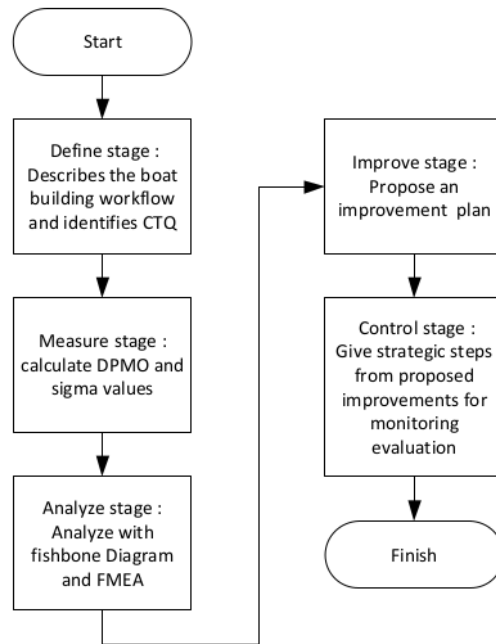 Start
Define stage :
Describes the boat
building workflow
and identifies CTQ
Measure stage :
calculate DPMO and
sigma values
Analyze stage :
Analyze with
fishbone Diagram
and FMEA
Improve stage :
Propose an
improvement plan
Control stage :
Give strategic steps
from proposed
improvements for
monitoring
evaluation
Finish